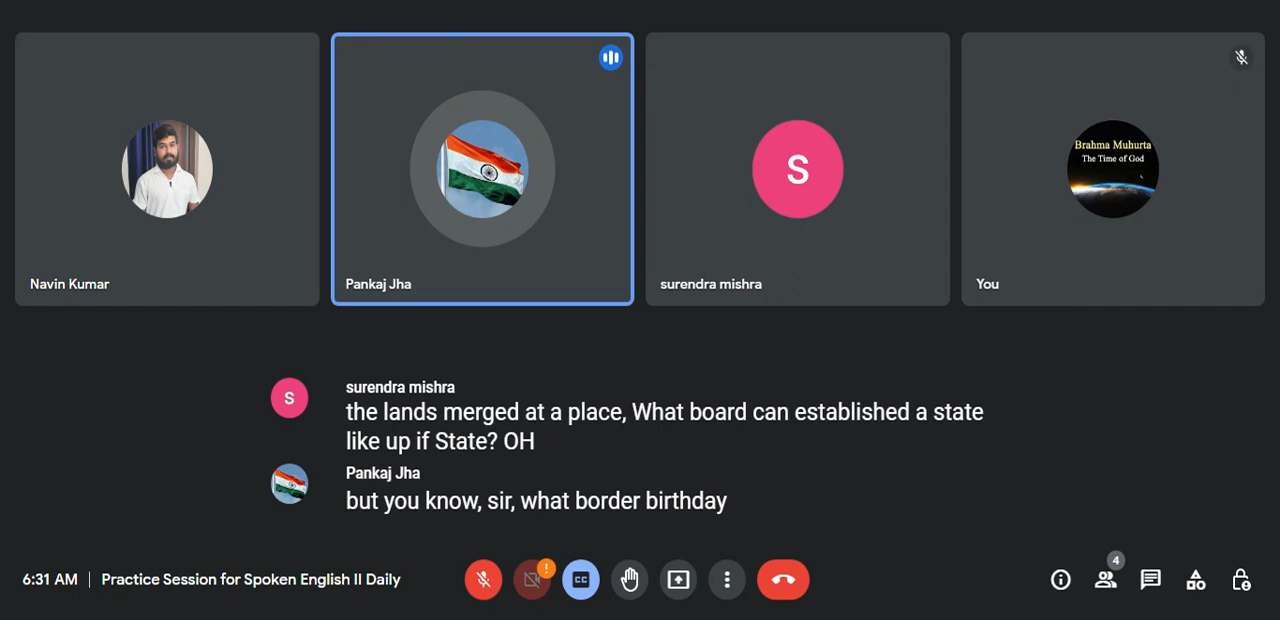 Brahma Muhurta
The Time of God
S
Navin Kumar
Pankaj Jha
surendra mishra
You
S
surendra mishra
the lands merged at a place, What board can established a state
like up if State? OH
Pankaj Jha
but you know, sir, what border birthday
6:31 AM | Practice Session for Spoken English II Daily
!
CC
4